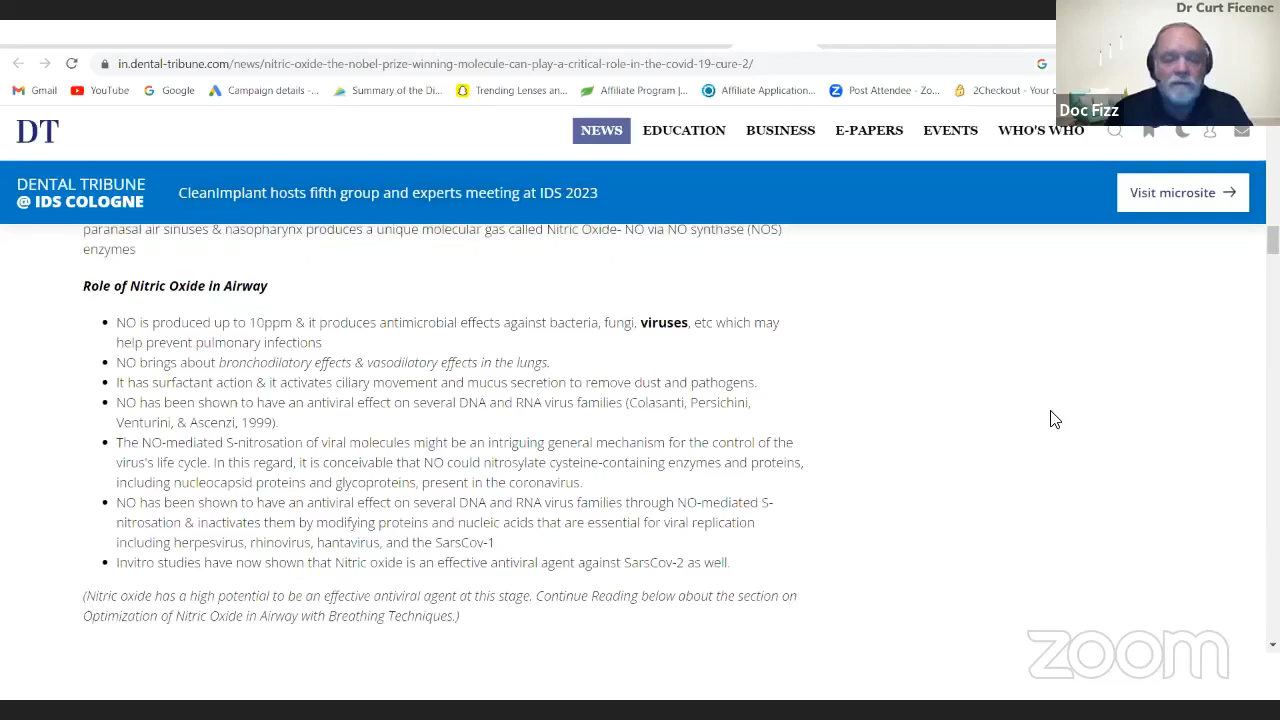 Dr Curt Ficenec
in.dental-tribune.com/news/nitric-oxide-the-nobel-prize-winning-molecule-can-play-a-critical-role-in-the-covid-19-cure-2/
Gmail YouTube Google Campaign details -... Summary of the Di... Trending Lenses an... Affiliate Program |... Affiliate Application... Post Attendee - Zo... 2Checkout - Your
Doc Fizz
DT NEWS EDUCATION BUSINESS E-PAPERS EVENTS WHO'S WHO
DENTAL TRIBUNE
@ IDS COLOGNE
CleanImplant hosts fifth group and experts meeting at IDS 2023
Visit microsite
paranasal air sinuses & nasopharynx produces a unique molecular gas called Nitric Oxide- NO via NO synthase (NOS)
enzymes
Role of Nitric Oxide in Airway
NO is produced up to 10ppm & it produces antimicrobial effects against bacteria, fungi, viruses, etc which may
help prevent pulmonary infections
NO brings about bronchodilatory effects & vasodilatory effects in the lungs.
It has surfactant action & it activates ciliary movement and mucus secretion to remove dust and pathogens.
NO has been shown to have an antiviral effect on several DNA and RNA virus families (Colasanti, Persichini,
Venturini, & Ascenzi, 1999).
The NO-mediated S-nitrosation of viral molecules might be an intriguing general mechanism for the control of the
virus's life cycle. In this regard, it is conceivable that NO could nitrosylate cysteine-containing enzymes and proteins,
including nucleocapsid proteins and glycoproteins, present in the coronavirus.
NO has been shown to have an antiviral effect on several DNA and RNA virus families through NO-mediated S-
nitrosation & inactivates them by modifying proteins and nucleic acids that are essential for viral replication
including herpesvirus, rhinovirus, hantavirus, and the SarsCov-1
Invitro studies have now shown that Nitric oxide is an effective antiviral agent against SarsCov-2 as well.
(Nitric oxide has a high potential to be an effective antiviral agent at this stage. Continue Reading below about the section on
Optimization of Nitric Oxide in Airway with Breathing Techniques.)
zoom